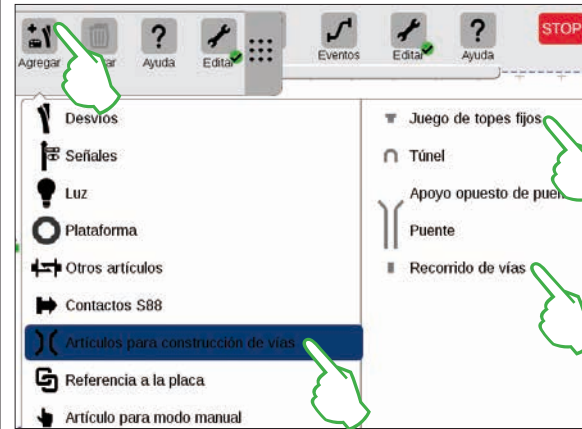 STOP
Agregar
Ayuda
Editar
Eventos
Editar
Ayuda
Desvíos
Señales
Luz
Plataforma
Otros artículos
Contactos S88
Artículos para construcción de vías
Referencia a la placa
Artículo para modo manual
Juego de topes fijos
Túnel
Apoyo opuesto de
Puente
Recorrido de vías